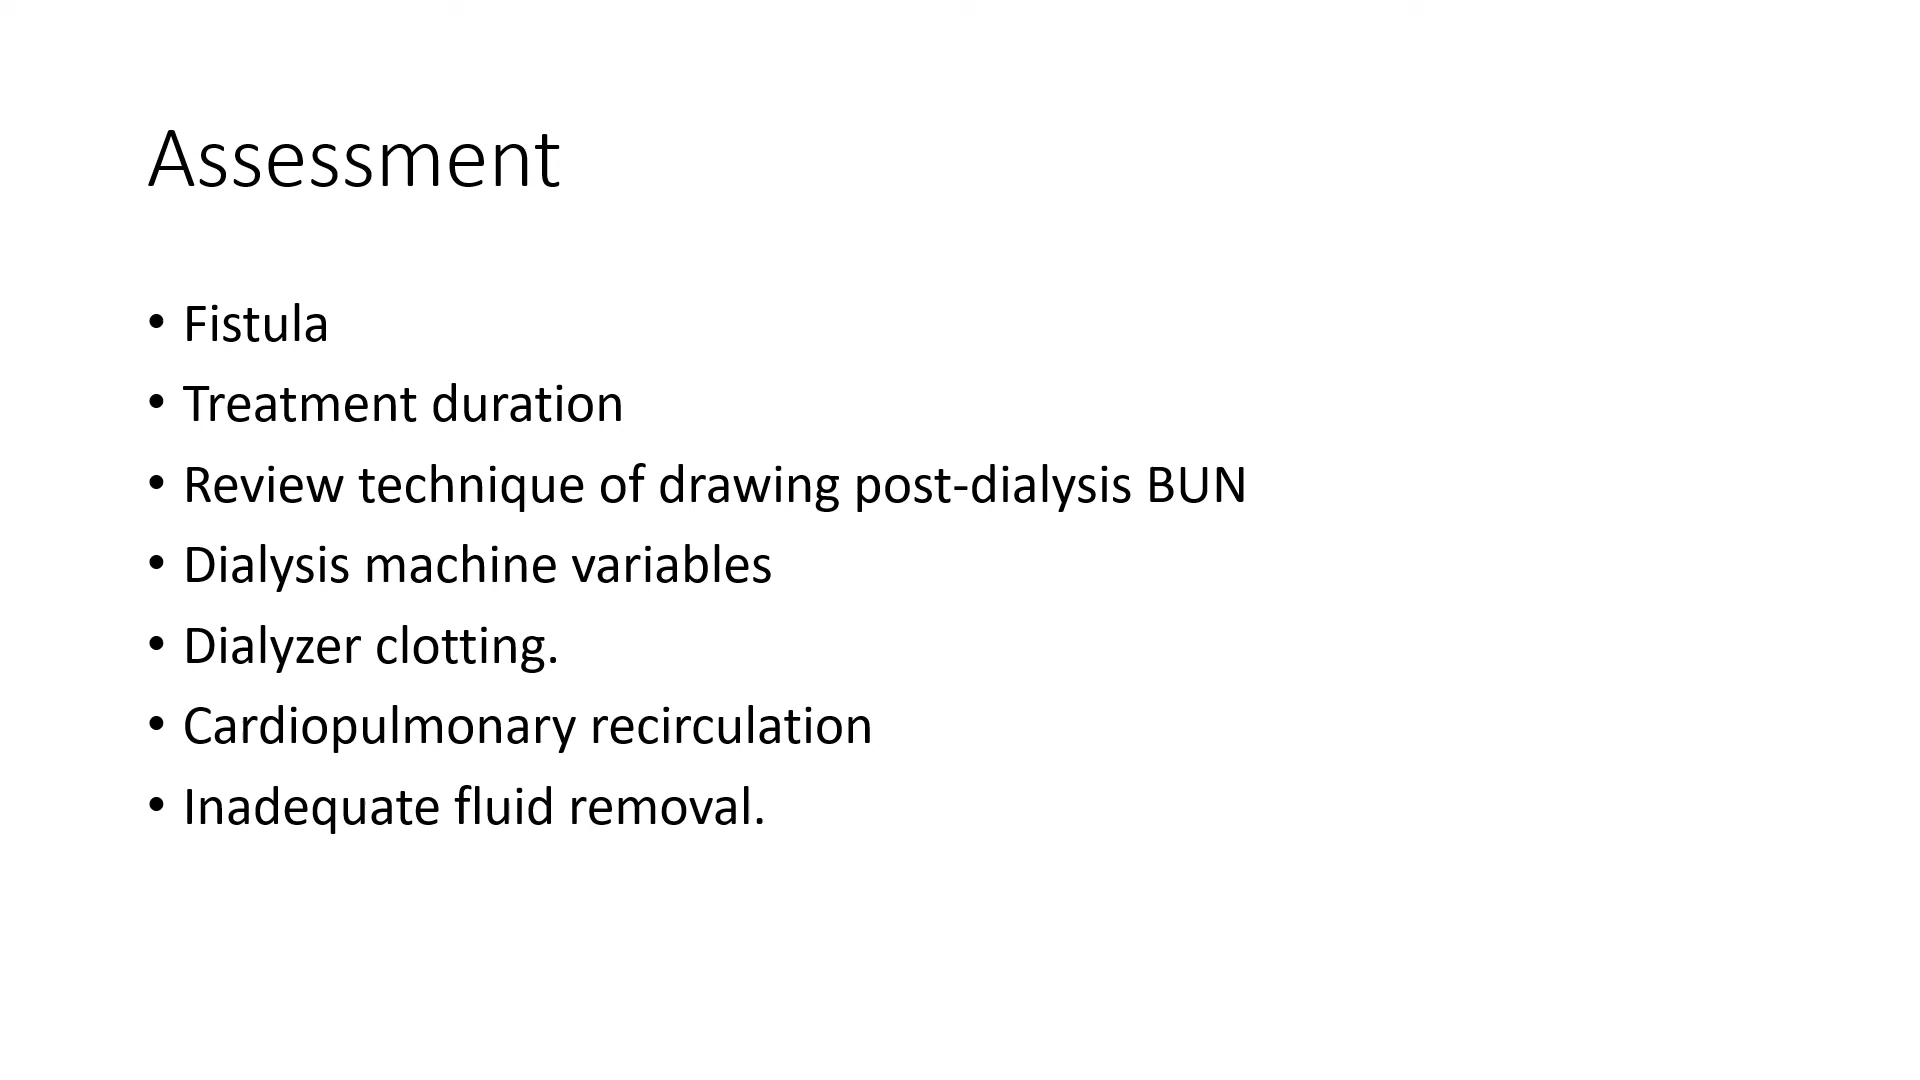 Assessment
• Fistula
• Treatment duration
• Review technique of drawing post-dialysis BUN
• Dialysis machine variables
• Dialyzer clotting.
• Cardiopulmonary recirculation
• Inadequate fluid removal.